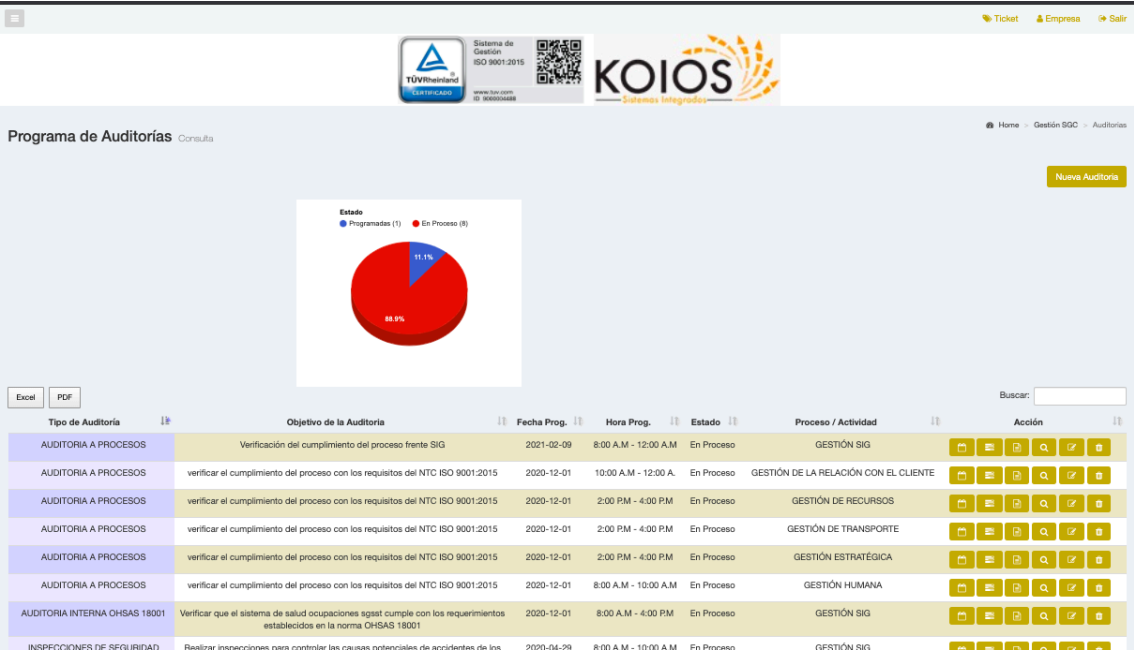 Ticket Empresa Salir
TÜVRheinland
CERTIFICADO
Sistema de
Gestión
ISO 9001:2015
www.tuv.com
KOIOS
Sistemas Integrados
Programa de Auditorías Consulta
Home > Gestión SGC > Auditorias
Nueva Auditoria
Estado
Programadas (1) En Proceso (8)
11.1%
88.9%
Excel PDF Buscar:
Tipo de Auditoría Objetivo de la Auditoria Fecha Prog. Hora Prog. Estado Proceso / Actividad Acción
AUDITORIA A PROCESOS Verificación del cumplimiento del proceso frente SIG 2021-02-09 8:00 A.M - 12:00 A.M En Proceso GESTIÓN SIG
AUDITORIA A PROCESOS verificar el cumplimiento del proceso con los requisitos del NTC ISO 9001:2015 2020-12-01 10:00 A.M - 12:00 A. En Proceso GESTIÓN DE LA RELACIÓN CON EL CLIENTE
AUDITORIA A PROCESOS verificar el cumplimiento del proceso con los requisitos del NTC ISO 9001:2015 2020-12-01 2:00 P.M - 4:00 P.M En Proceso GESTIÓN DE RECURSOS
AUDITORIA A PROCESOS verificar el cumplimiento del proceso con los requisitos del NTC ISO 9001:2015 2020-12-01 2:00 P.M - 4:00 P.M En Proceso GESTIÓN DE TRANSPORTE
AUDITORIA A PROCESOS verificar el cumplimiento del proceso con los requisitos del NTC ISO 9001:2015 2020-12-01 2:00 P.M - 4:00 P.M En Proceso GESTIÓN ESTRATÉGICA
AUDITORIA A PROCESOS verificar el cumplimiento del proceso con los requisitos del NTC ISO 9001:2015 2020-12-01 8:00 A.M - 10:00 A.M En Proceso GESTIÓN HUMANA
AUDITORIA INTERNA OHSAS 18001 Verificar que el sistema de salud ocupaciones sgsst cumple con los requerimientos 2020-12-01 8:00 A.M - 4:00 P.M En Proceso GESTIÓN SIG
establecidos en la norma OHSAS 18001
INSPECCIONES DE SEGURIDAD Realizar inspecciones para controlar las causas potenciales de accidentes de los 2020-04-29 8:00 A.M - 10:00 A.M En Proceso GESTIÓN SIG